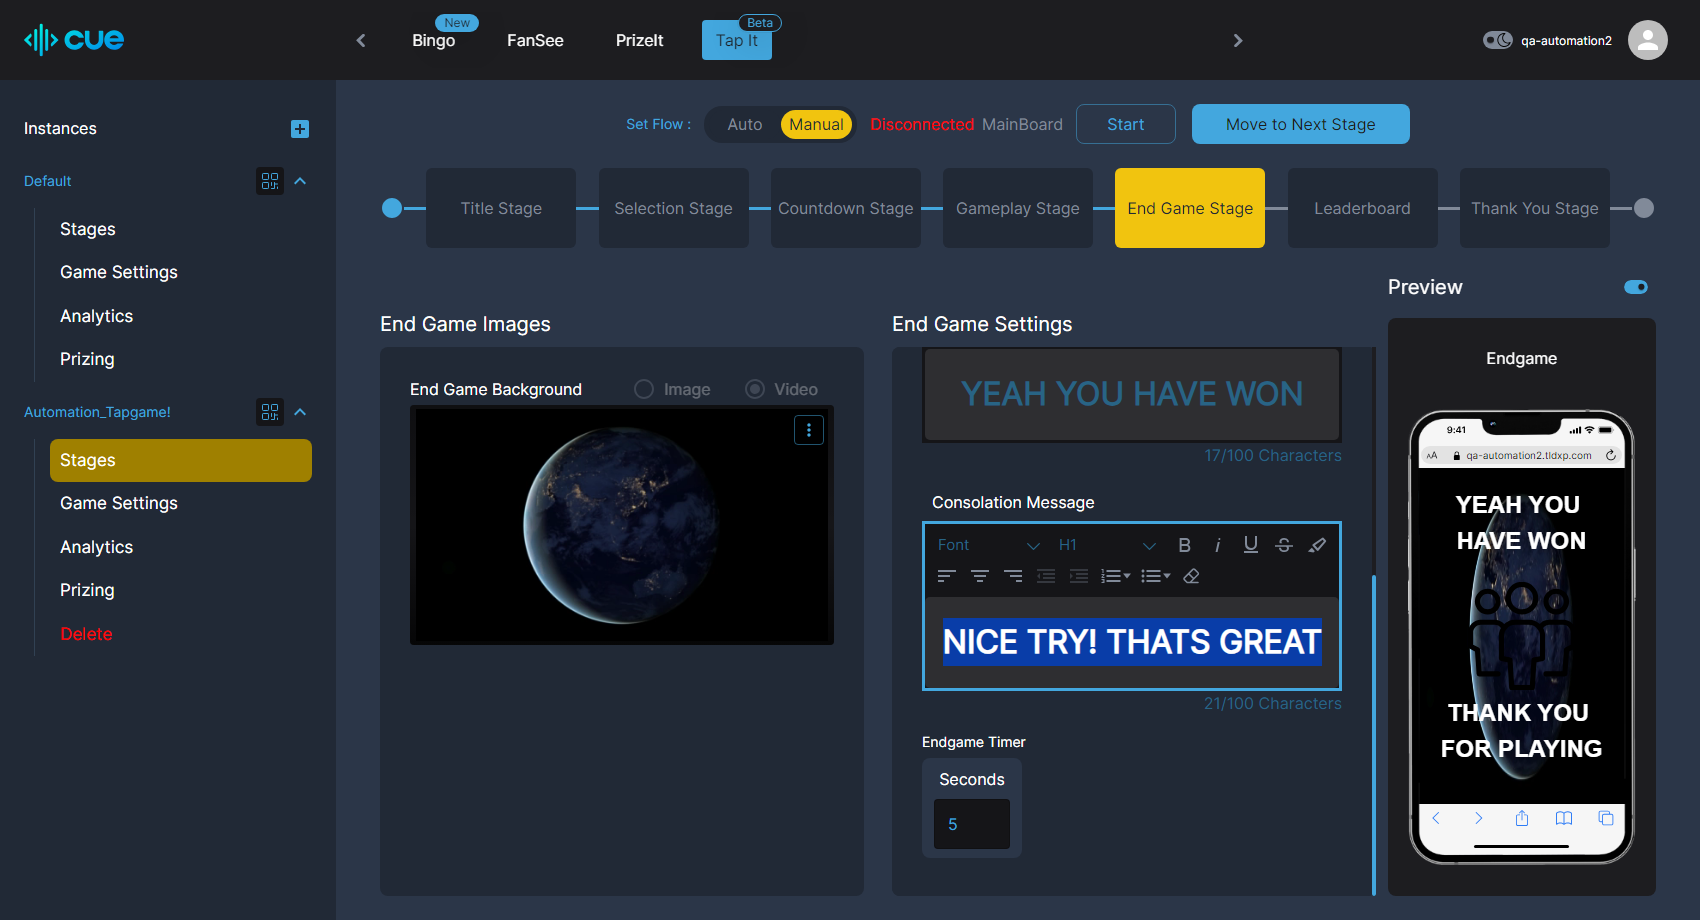 cue
Bingo
New
FanSee
PrizeIt
Tap It
Beta
qa-automation2
Instances
Default
Stages
Game Settings
Analytics
Prizing
Automation_Tapgame!
Stages
Game Settings
Analytics
Prizing
Delete
Set Flow :
Auto
Manual
Disconnected MainBoard
Start
Move to Next Stage
Title Stage
Selection Stage
Countdown Stage
Gameplay Stage
End Game Stage
Leaderboard
Thank You Stage
End Game Images
End Game Background
Image
Video
End Game Settings
YEAH YOU HAVE WON
17/100 Characters
Consolation Message
Font
H1
B
i
U
S
NICE TRY! THATS GREAT
21/100 Characters
Endgame Timer
Seconds
5
Preview
Endgame
9:41
AA
qa-automation2.tldxp.com
YEAH YOU
HAVE WON
THANK YOU
FOR PLAYING